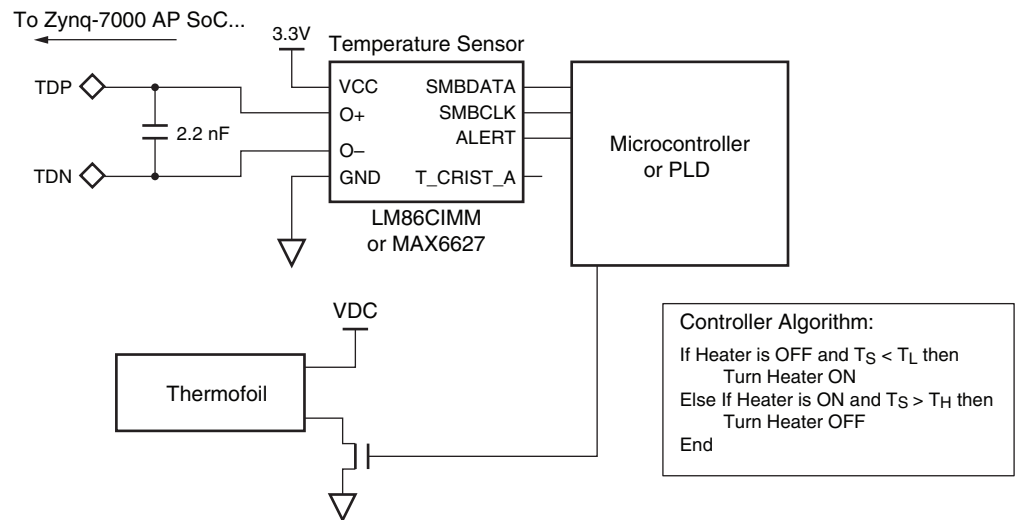 To Zynq-7000 AP SoC...
3.3V
Temperature Sensor
TDP
VCC
SMBDATA
O+
SMBCLK
2.2 nF
ALERT
O–
TDN
GND
T_CRIST_A
Microcontroller
or PLD
LM86CIMM
or MAX6627
VDC
Thermofoil
Controller Algorithm:
If Heater is OFF and TS < TL then
Turn Heater ON
Else If Heater is ON and TS > TH then
Turn Heater OFF
End